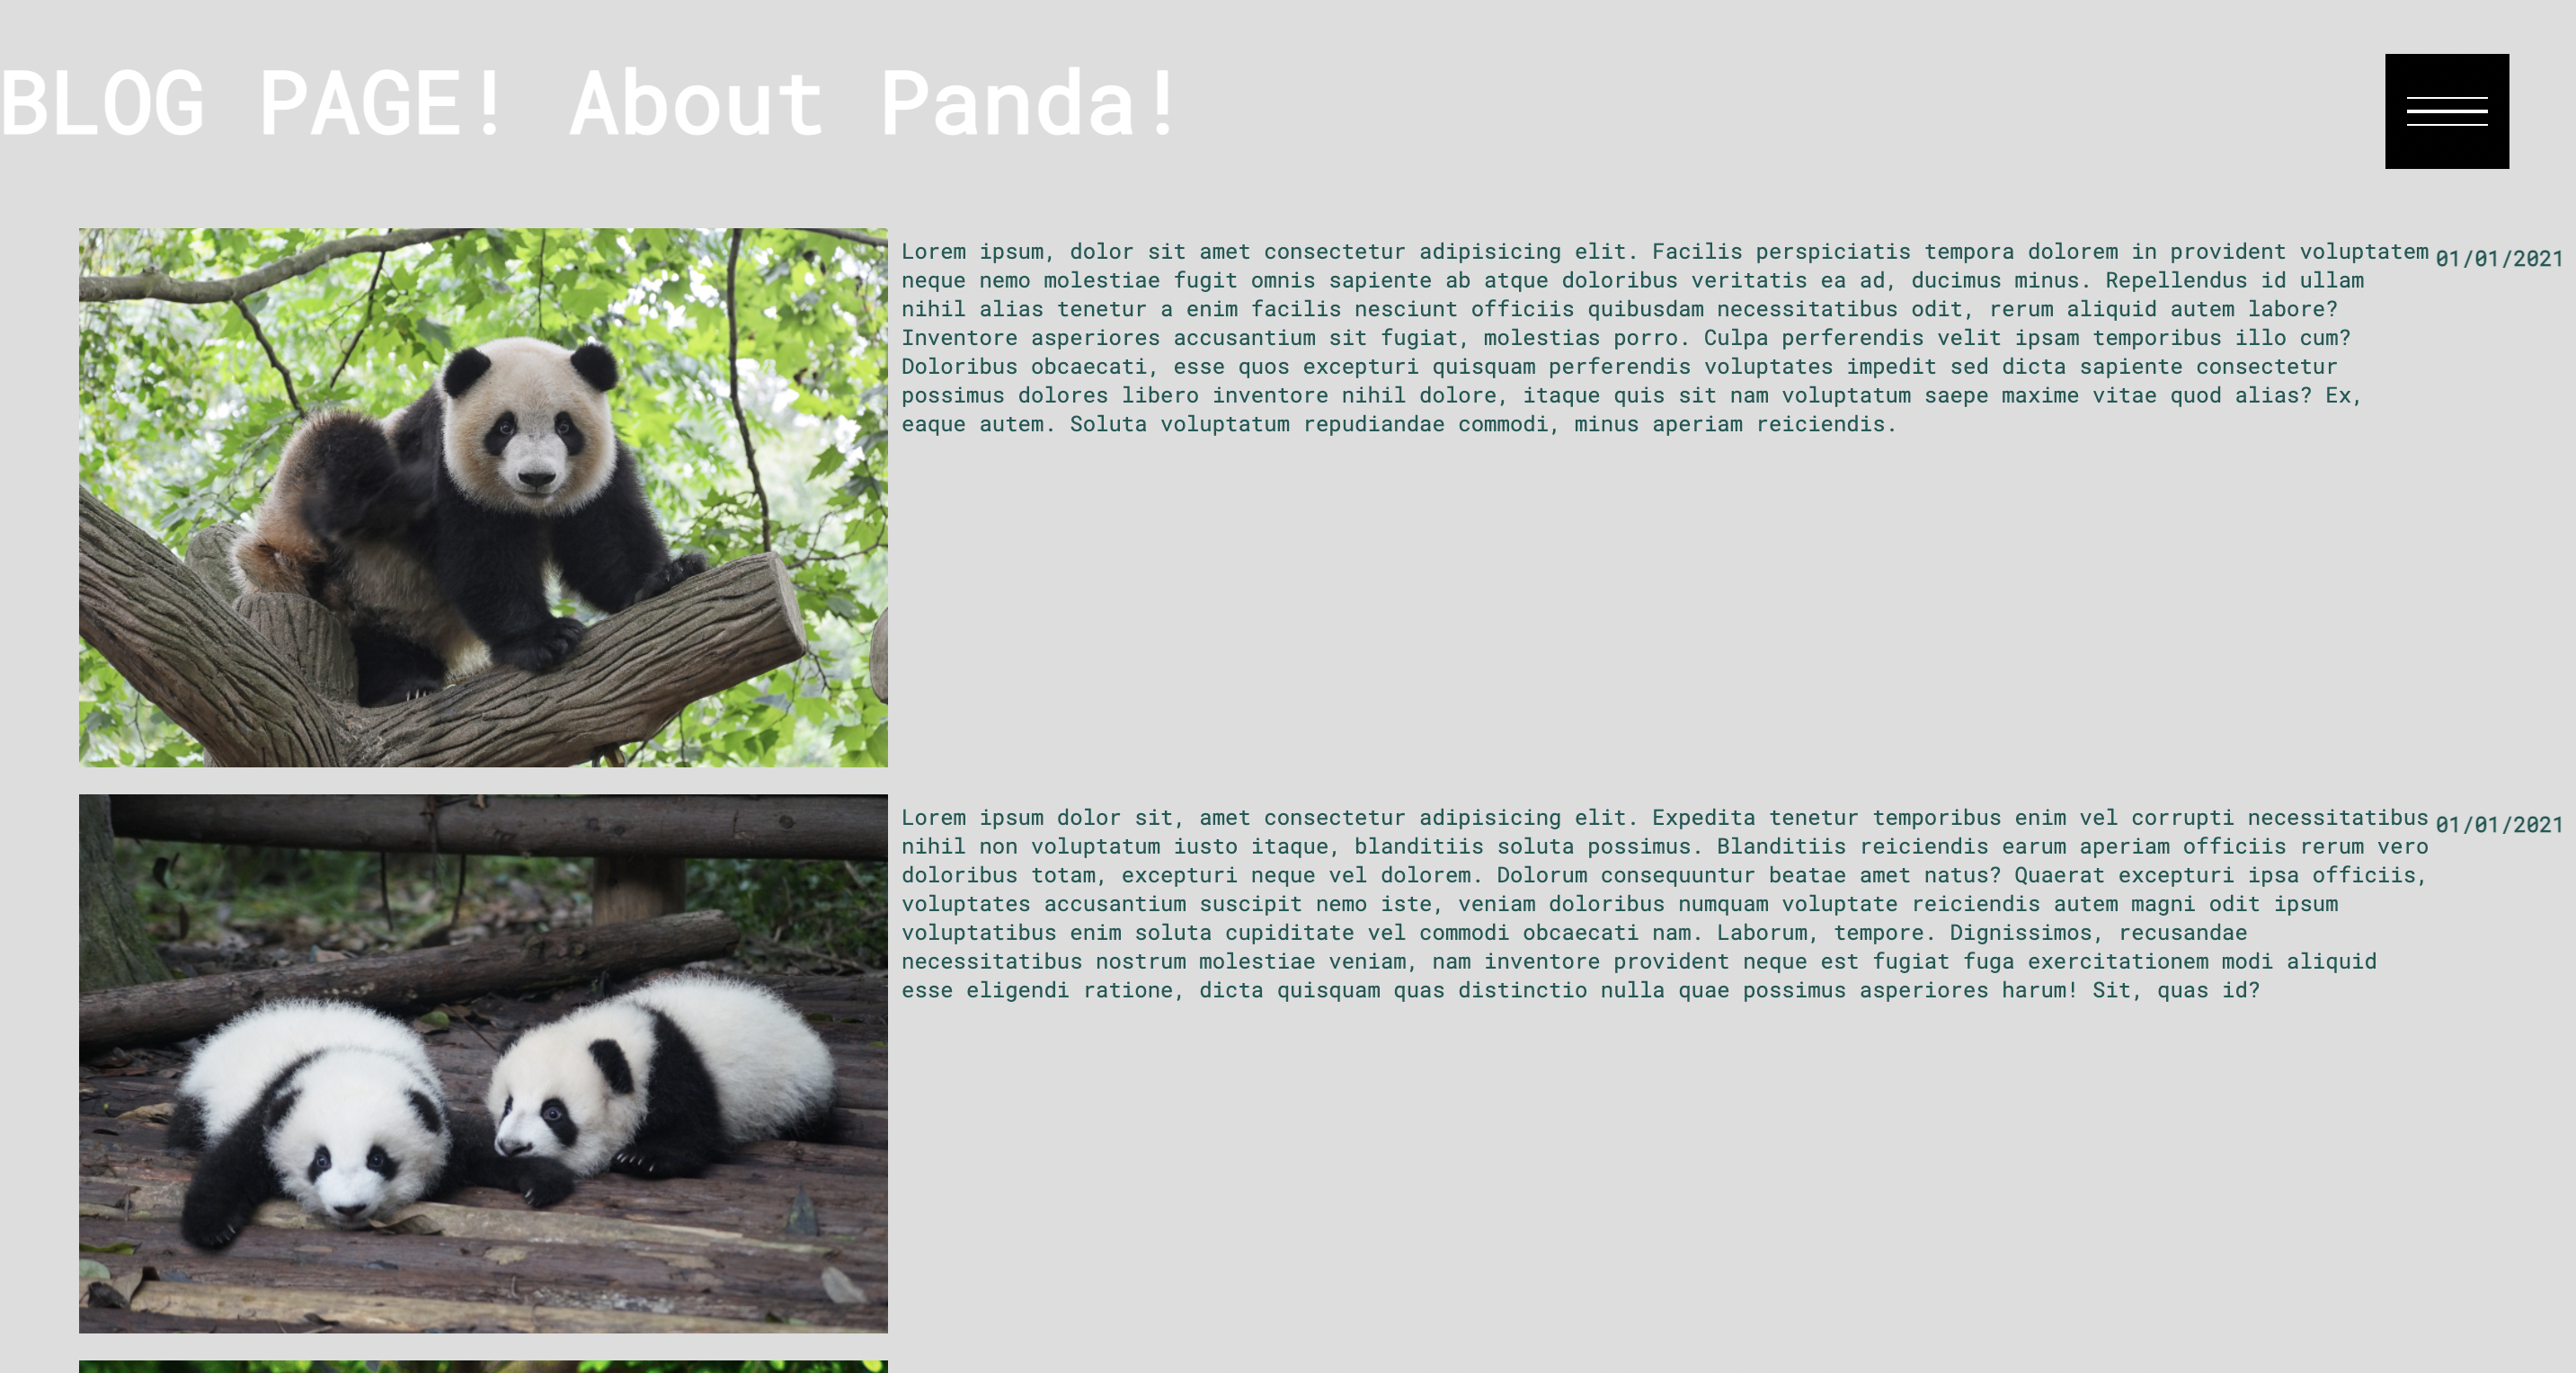 BLOG PAGE! About Panda!
Lorem ipsum, dolor sit amet consectetur adipisicing elit. Facilis perspiciatis tempora dolorem in provident voluptatem
01/01/2021
neque nemo molestiae fugit omnis sapiente ab atque doloribus veritatis ea ad, ducimus minus. Repellendus id ullam
nihil alias tenetur a enim facilis nesciunt officiis quibusdam necessitatibus odit, rerum aliquid autem labore?
Inventore asperiores accusantium sit fugiat, molestias porro. Culpa perferendis velit ipsam temporibus illo cum?
Doloribus obcaecati, esse quos excepturi quisquam perferendis voluptates impedit sed dicta sapiente consectetur
possimus dolores libero inventore nihil dolore, itaque quis sit nam voluptatum saepe maxime vitae quod alias? Ex,
eaque autem. Soluta voluptatum repudiandae commodi, minus aperiam reiciendis.
Lorem ipsum dolor sit, amet consectetur adipisicing elit. Expedita tenetur temporibus enim vel corrupti necessitatibus
01/01/2021
nihil non voluptatum iusto itaque, blanditiis soluta possimus. Blanditiis reiciendis earum aperiam officiis rerum vero
doloribus totam, excepturi neque vel dolorem. Dolorum consequuntur beatae amet natus? Quaerat excepturi ipsa officiis,
voluptates accusantium suscipit nemo iste, veniam doloribus numquam voluptate reiciendis autem magni odit ipsum
voluptatibus enim soluta cupiditate vel commodi obcaecati nam. Laborum, tempore. Dignissimos, recusandae
necessitatibus nostrum molestiae veniam, nam inventore provident neque est fugiat fuga exercitationem modi aliquid
esse eligendi ratione, dicta quisquam quas distinctio nulla quae possimus asperiores harum! Sit, quas id?